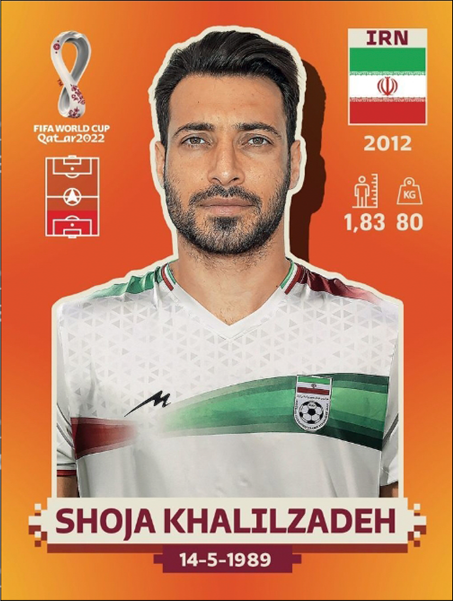 FIFA WORLD CUP
Qatar2022
IRN
2012
KG
1,83 80
SHOJA KHALILZADEH
14-5-1989